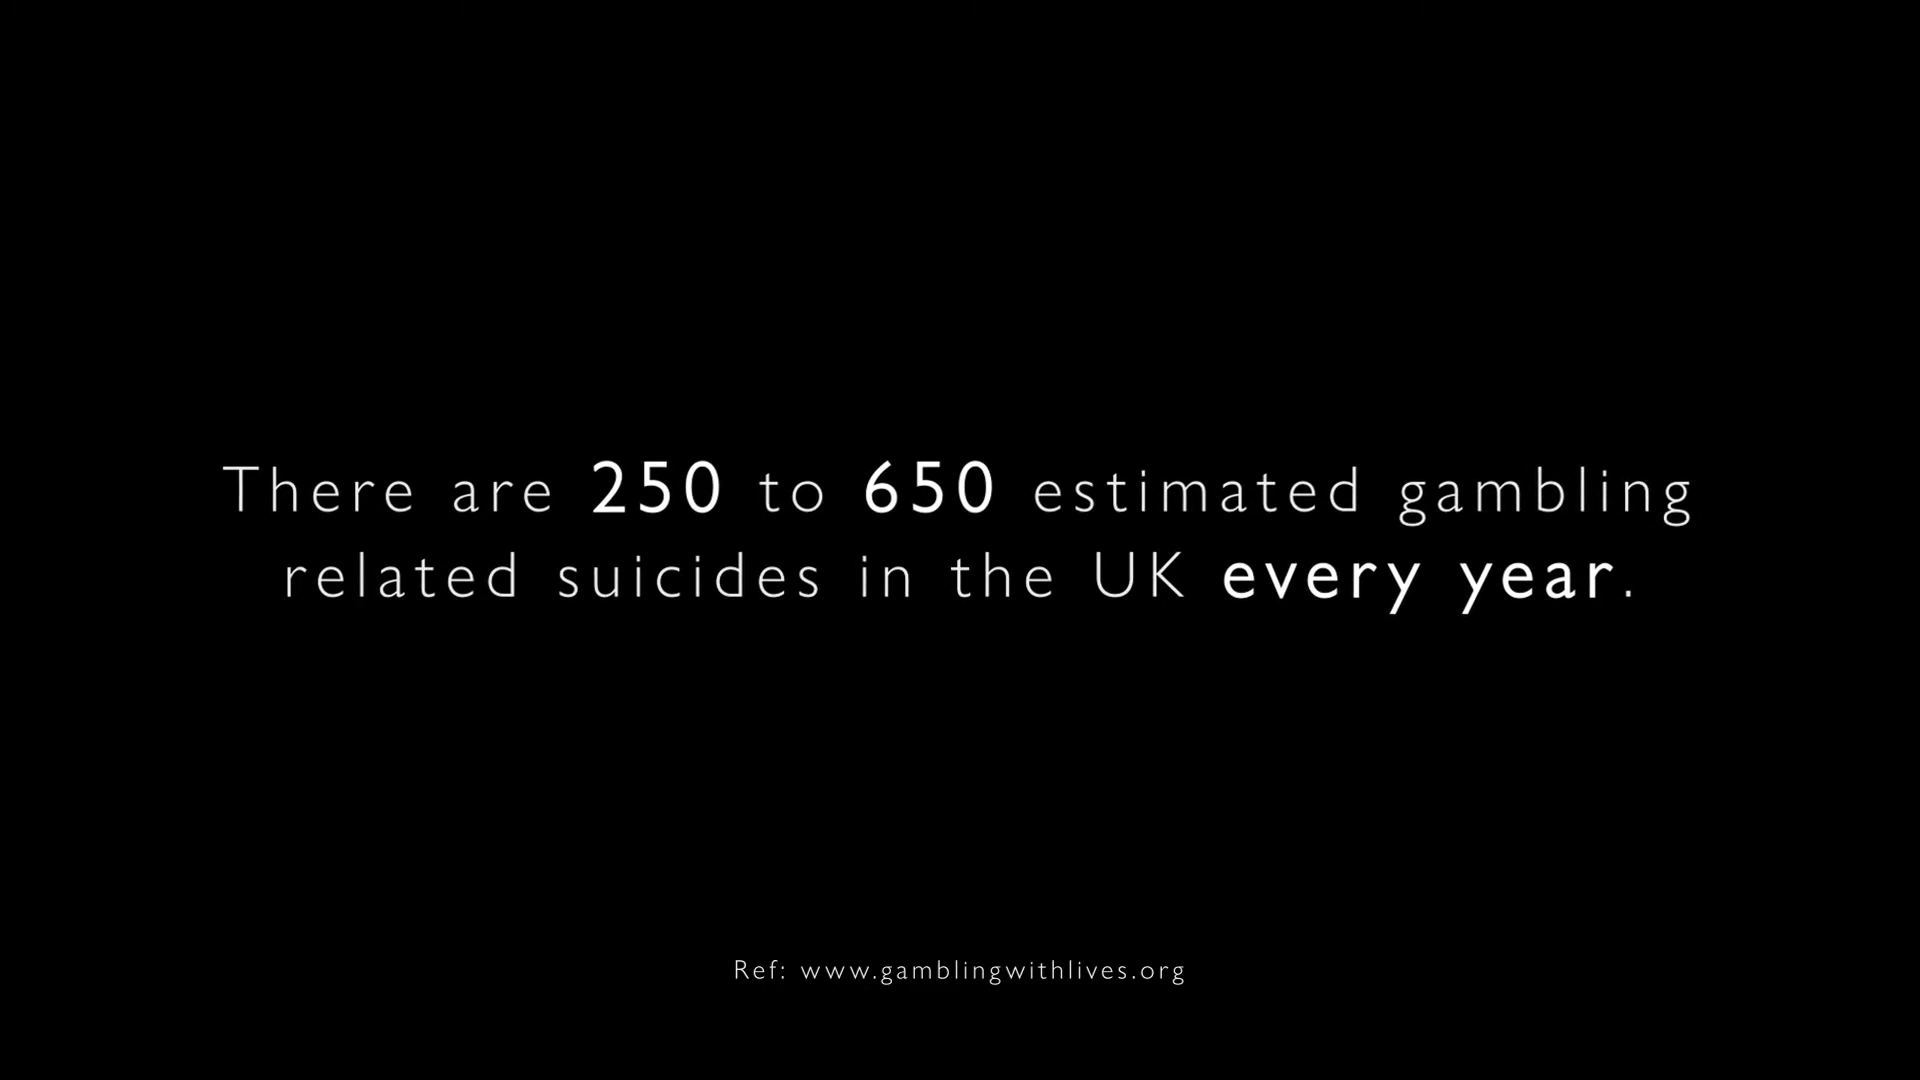 There are 250 to 650 estimated gambling
related suicides in the UK every year.
Ref: www.gamblingwithlives.org